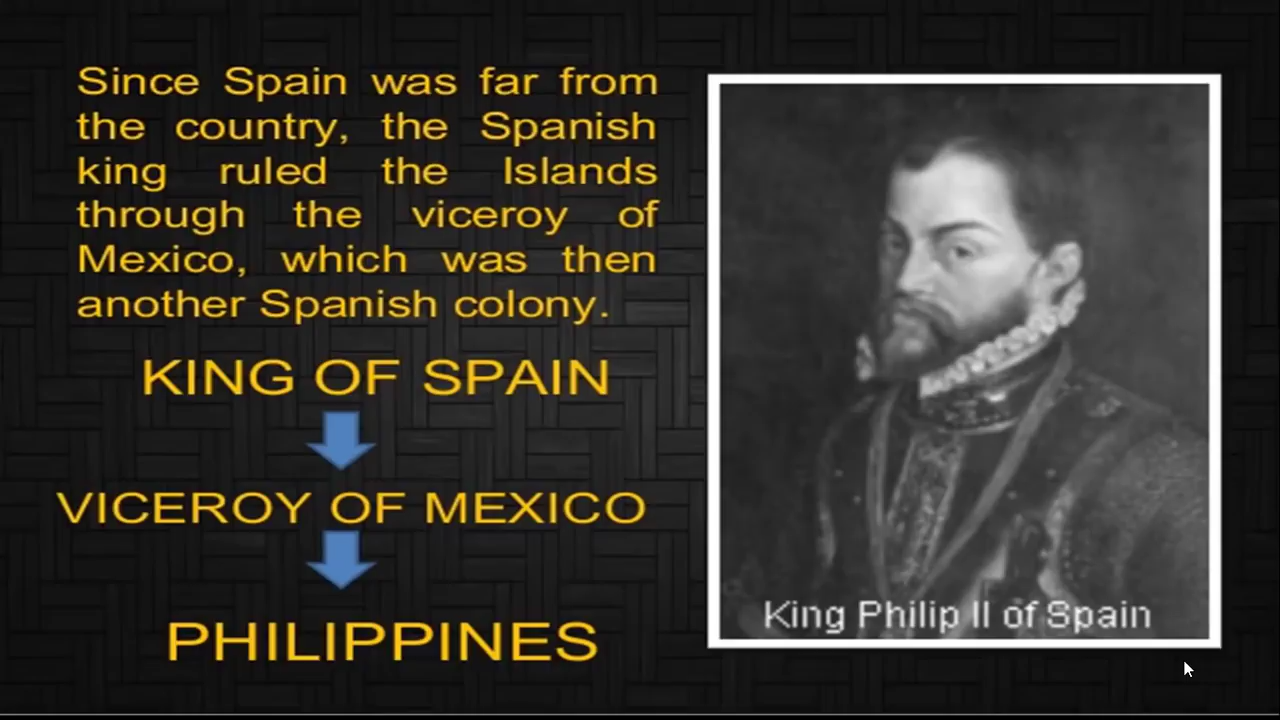 Since Spain was far from
the country, the Spanish
king ruled the Islands
through the viceroy of
Mexico, which was then
another Spanish colony.
KING OF SPAIN
VICEROY OF MEXICO
PHILIPPINES
King Philip II of Spain